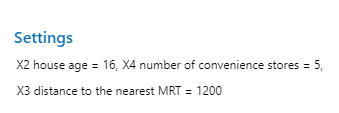 Settings
X2 house age = 16, X4 number of convenience stores = 5,
X3 distance to the nearest MRT = 1200